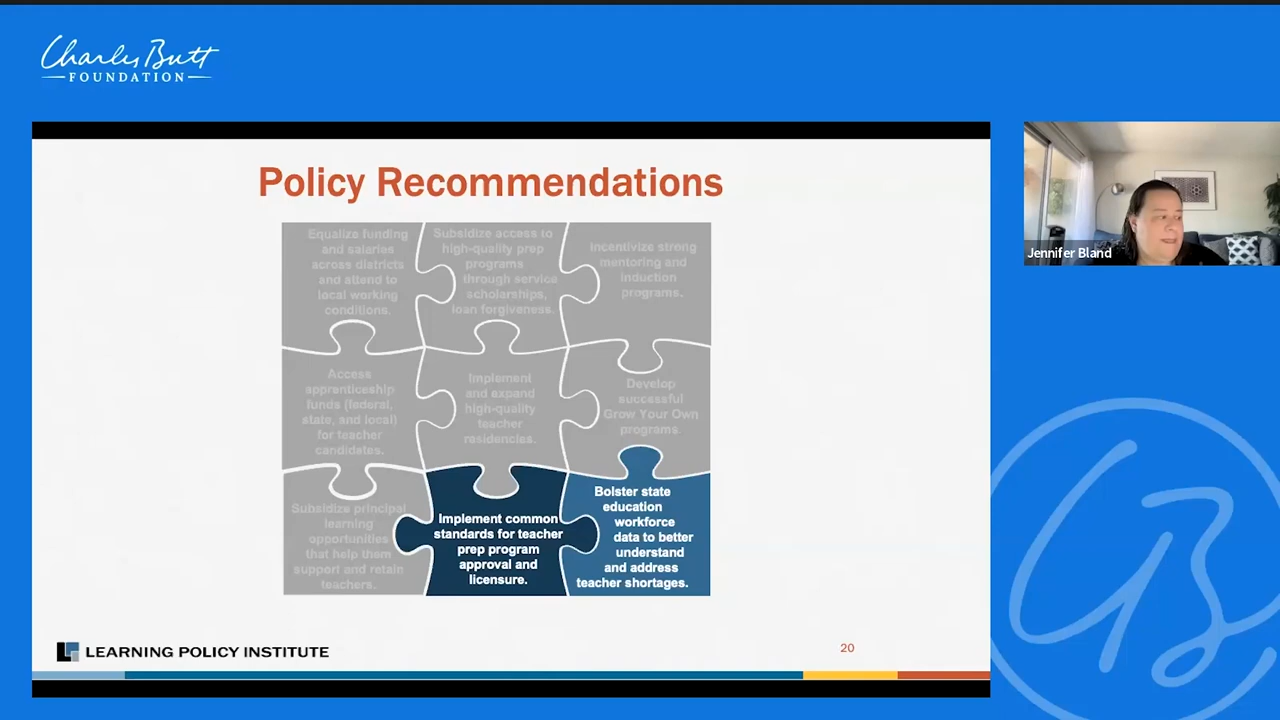 Charles Butt
FOUNDATION
Policy Recommendations
Equalize funding
and salaries
across districts
and attend to
local working
conditions.
Subsidize access to
high-quality prep
programs
through service
scholarships,
loan forgiveness.
Incentivize strong
mentoring and
induction
programs.
Access
apprenticeship
funds (federal,
state, and local)
for teacher
candidates.
Implement
and expand
high-quality
teacher
residencies.
Develop
successful
Grow Your Own
programs.
Subsidize principal
learning
opportunities
that help them
support and retain
teachers.
Implement common
standards for teacher
prep program
approval and
licensure.
Bolster state
education
workforce
data to better
understand
and address
teacher shortages.
LEARNING POLICY INSTITUTE
20
Jennifer Bland
CB